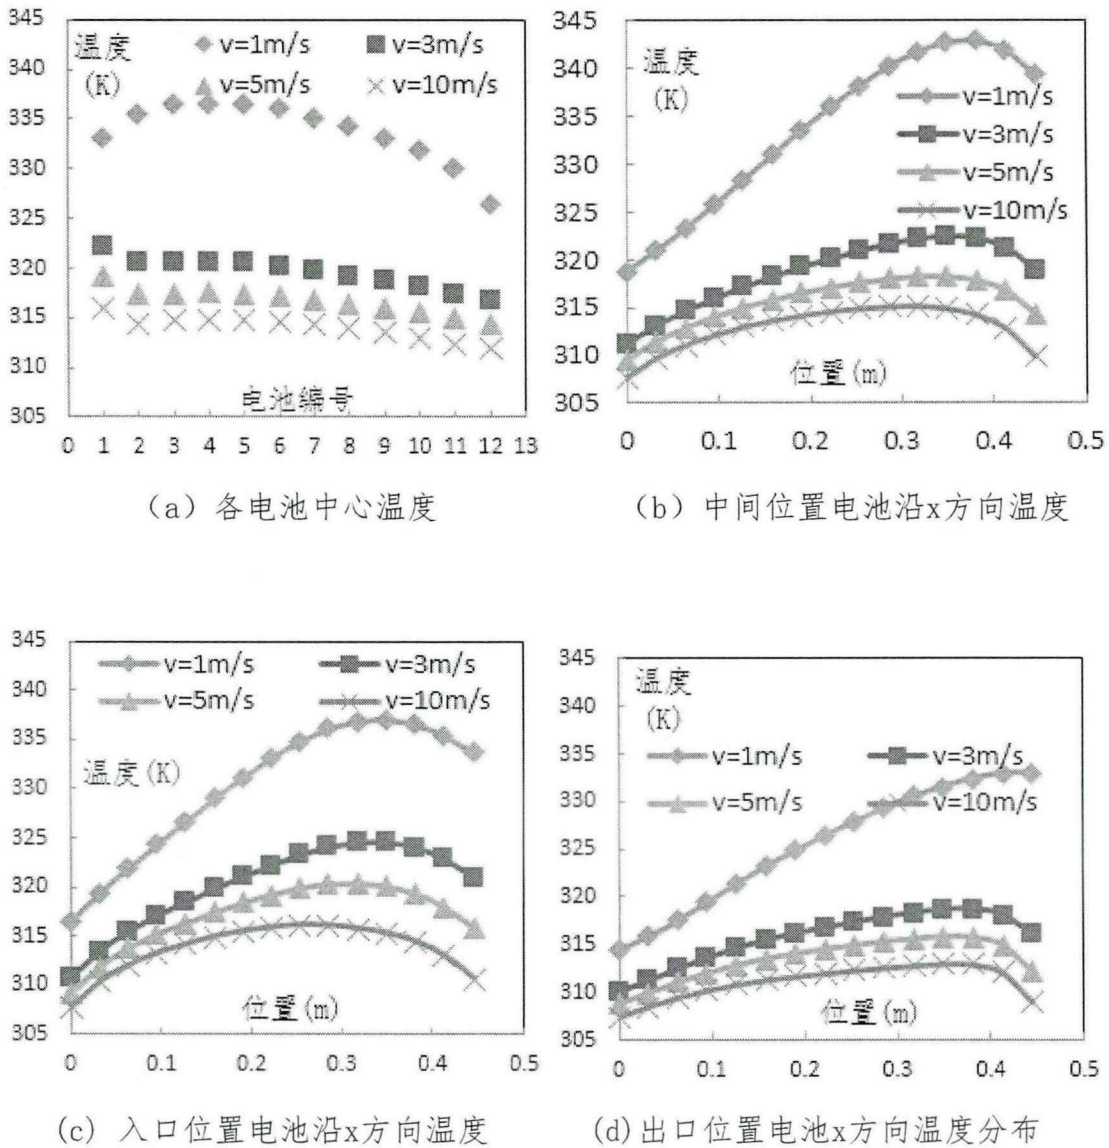 345
340
335
330
325
320
315
310
305
温度
(K)
v=1m/s
v=3m/s
v=5m/s
v=10m/s
电池编号
0 1 2 3 4 5 6 7 8 9 10 11 12 13
(a) 各电池中心温度
345
340
335
330
325
320
315
310
305
温度
(K)
v=1m/s
v=3m/s
v=5m/s
v=10m/s
位置(m)
0 0.1 0.2 0.3 0.4 0.5
(b) 中间位置电池沿x方向温度
345
340
335
330
325
320
315
310
305
v=1m/s
v=3m/s
v=5m/s
v=10m/s
温度(K)
位置(m)
0 0.1 0.2 0.3 0.4 0.5
(c) 入口位置电池沿x方向温度
345
340
335
330
325
320
315
310
305
温度
(K)
v=1m/s
v=3m/s
v=5m/s
v=10m/s
位置(m)
0 0.1 0.2 0.3 0.4 0.5
(d)出口位置电池x方向温度分布